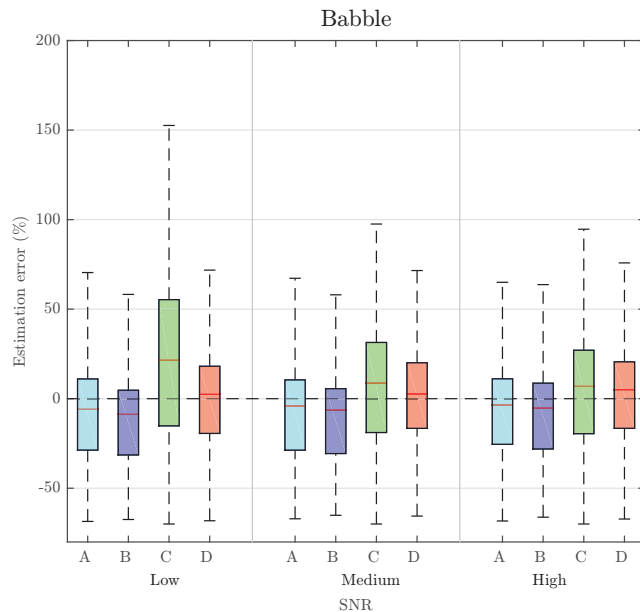 Babble
200
150
100
50
0
-50
Estimation error (%)
A B C D A B C D A B C D
Low Medium High
SNR